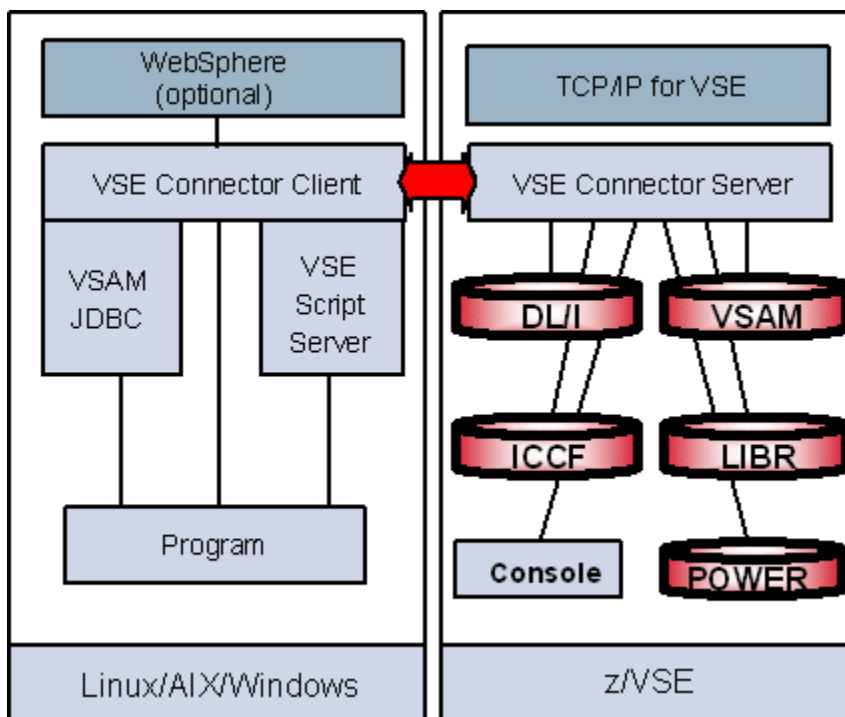 WebSphere
(optional)
VSE Connector Client
VSAM
JDBC
VSE
Script
Server
Program
Linux/AIX/Windows
TCP/IP for VSE
VSE Connector Server
DL/I
VSAM
ICCF
LIBR
Console
POWER
z/VSE